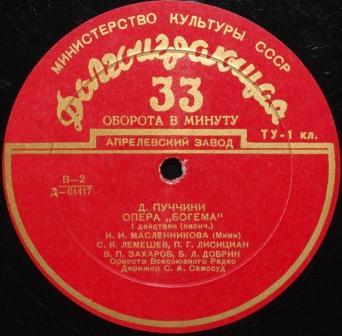 МИНИСТЕРСТВО КУЛЬТУРЫ СССР
Долгоиграющая
33
ОБОРОТА В МИНУТУ
ТУ-1 кл.
АПРЕЛЕВСКИЙ ЗАВОД
В—2
Д—01417
Д. ПУЧЧИНИ
ОПЕРА „БОГЕМА"
1 действие (оконч.)
И. И. МАСЛЕННИКОВА (Мими)
С. Я. ЛЕМЕШЕВ, П. Г. ЛИСИЦИАН
В. П. ЗАХАРОВ, Б. Л. ДОБРИН
Оркестр Всесоюзного Радио
Дирижер С. А. Самосуд